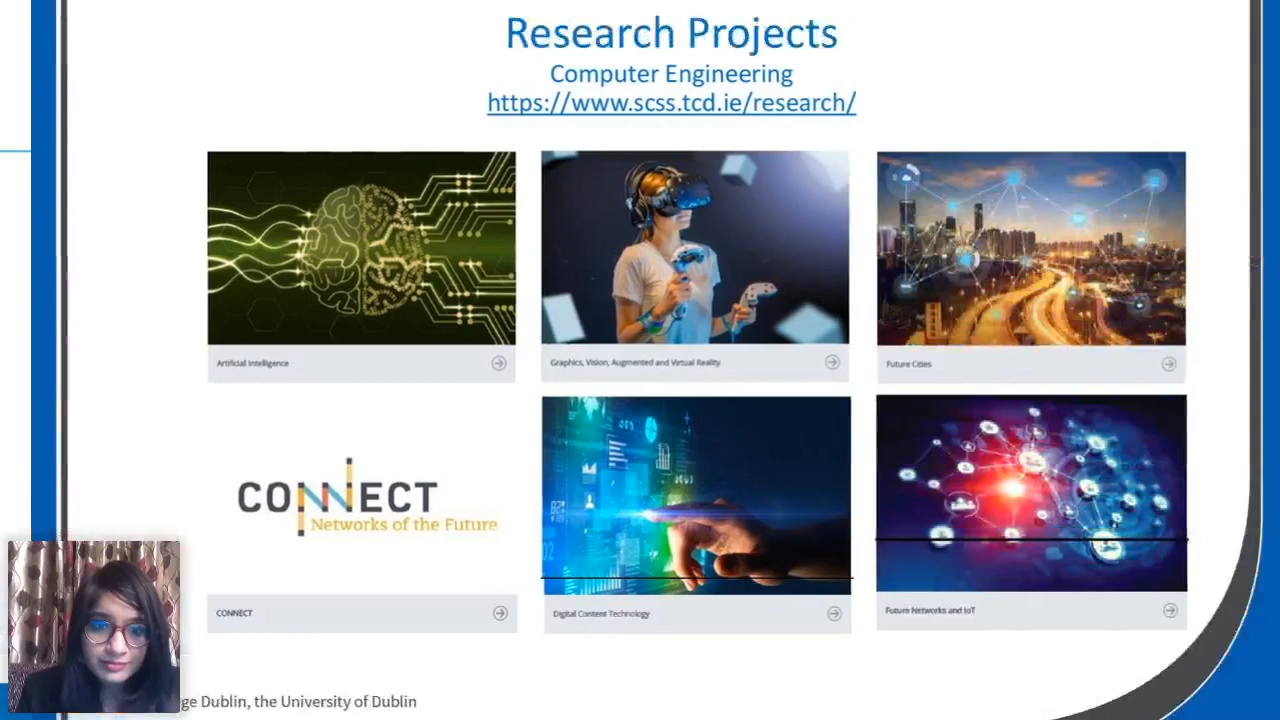 Research Projects
Computer Engineering
https://www.scss.tcd.ie/research/
Artificial Intelligence
Graphics, Vision, Augmented and Virtual Reality
Future Cities
CONNECT
Networks of the Future
CONNECT
Digital Content Technology
Future Networks and IoT
ge Dublin, the University of Dublin